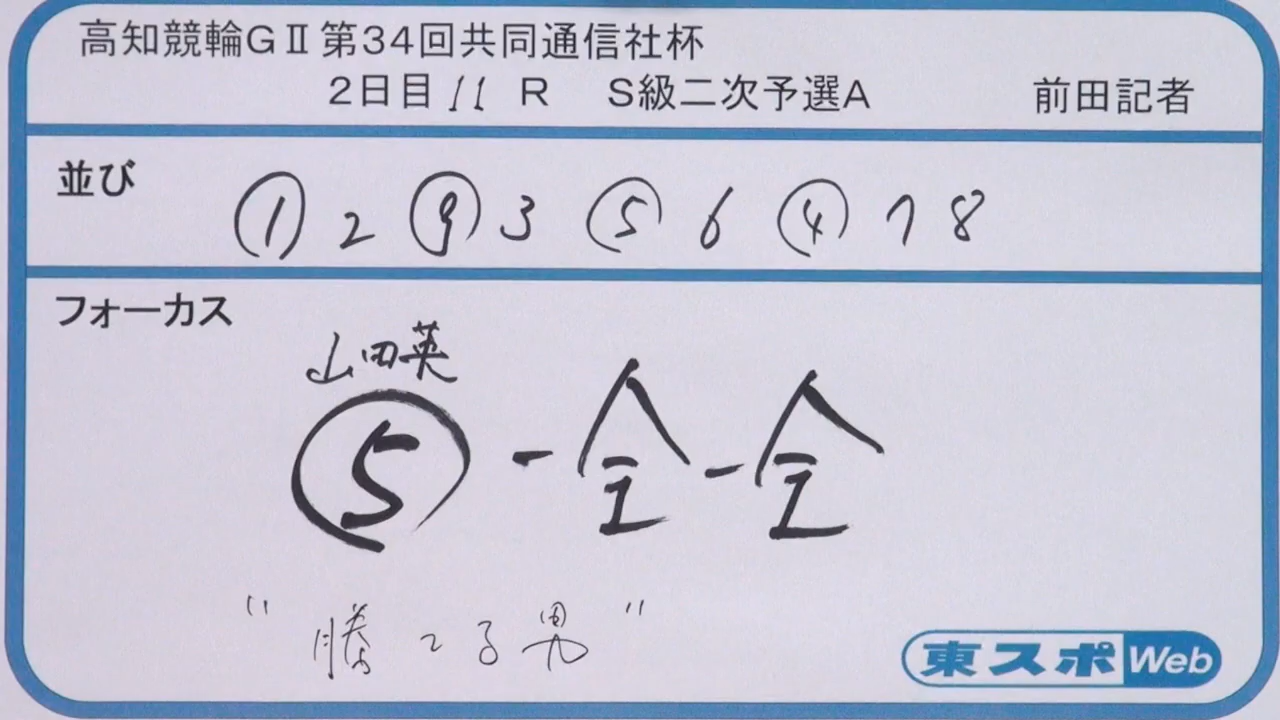 高知競輪GⅡ第34回共同通信社杯
2日目 11 R S級二次予選A 前田記者
並び
① 2 ⑨ 3 ⑤ 6 ④ 7 8
フォーカス
山田英
⑤-全-全
"勝てる男"
東スポWeb